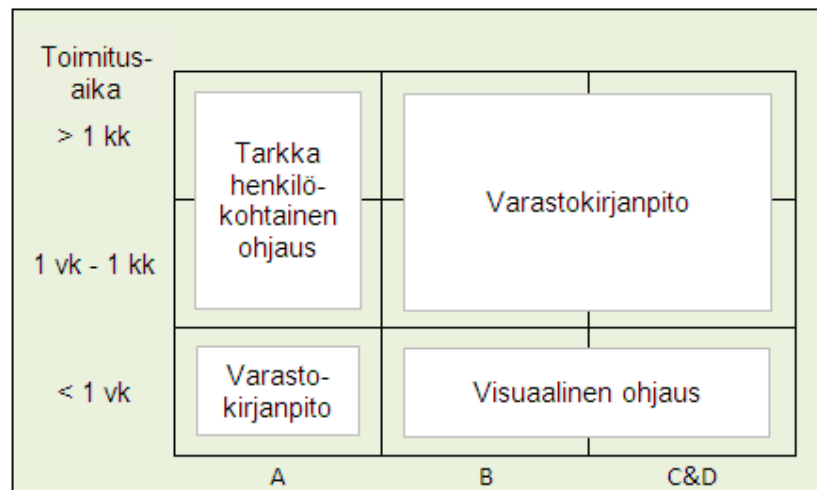 Toimitus-
aika
> 1 kk
Tarkka
henkilö-
kohtainen
ohjaus
Varastokirjanpito
1 vk - 1 kk
< 1 vk
Varasto-
kirjanpito
Visuaalinen ohjaus
A
B
C&D